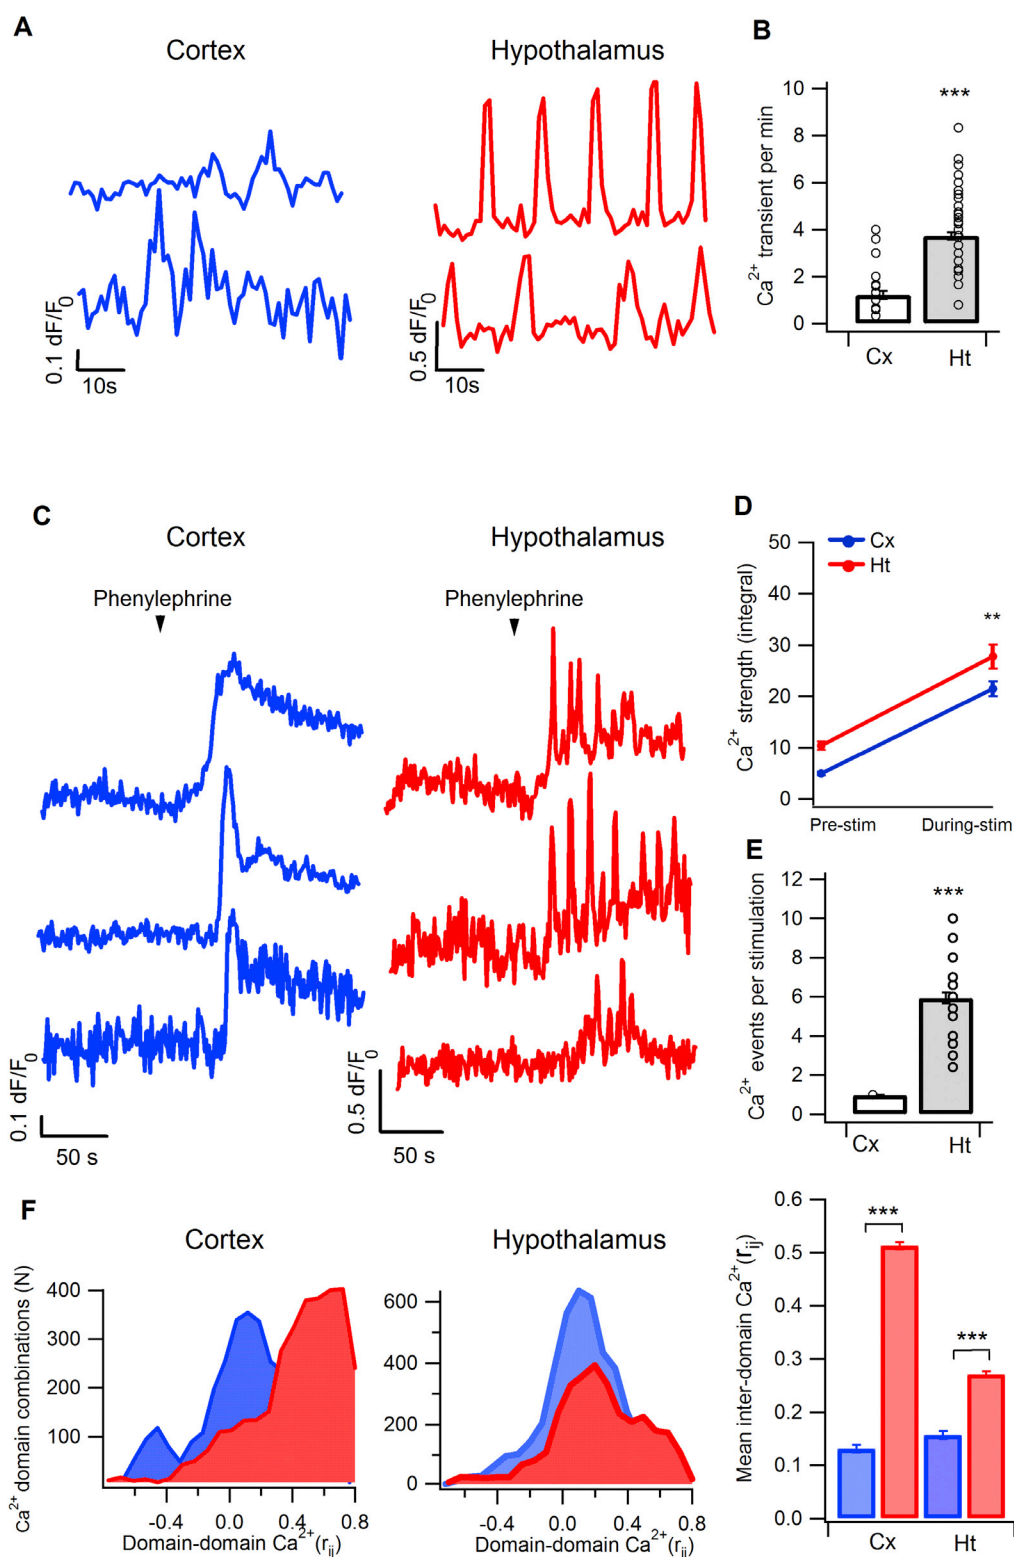 A
Cortex
Hypothalamus
0.1 dF/F0
10s
0.5 dF/F0
10s
B
Ca2+ transient per min
10
8
6
4
2
0
***
Cx
Ht
C
Cortex
Hypothalamus
Phenylephrine
Phenylephrine
0.1 dF/F0
50 s
0.5 dF/F0
50 s
D
Ca2+ strength (integral)
50
40
30
20
10
0
Cx
Ht
**
Pre-stim
During-stim
E
Ca2+ events per stimulation
12
10
8
6
4
2
0
***
Cx
Ht
F
Cortex
Ca2+ domain combinations (N)
400
300
200
100
-0.4
0.0
0.4
0.8
Domain-domain Ca2+(rij)
Hypothalamus
600
400
200
0
-0.4
0.0
0.4
0.8
Domain-domain Ca2+(rij)
Mean inter-domain Ca2+(rij)
0.6
0.5
0.3
0.2
0.1
0.0
***
***
Cx
Ht